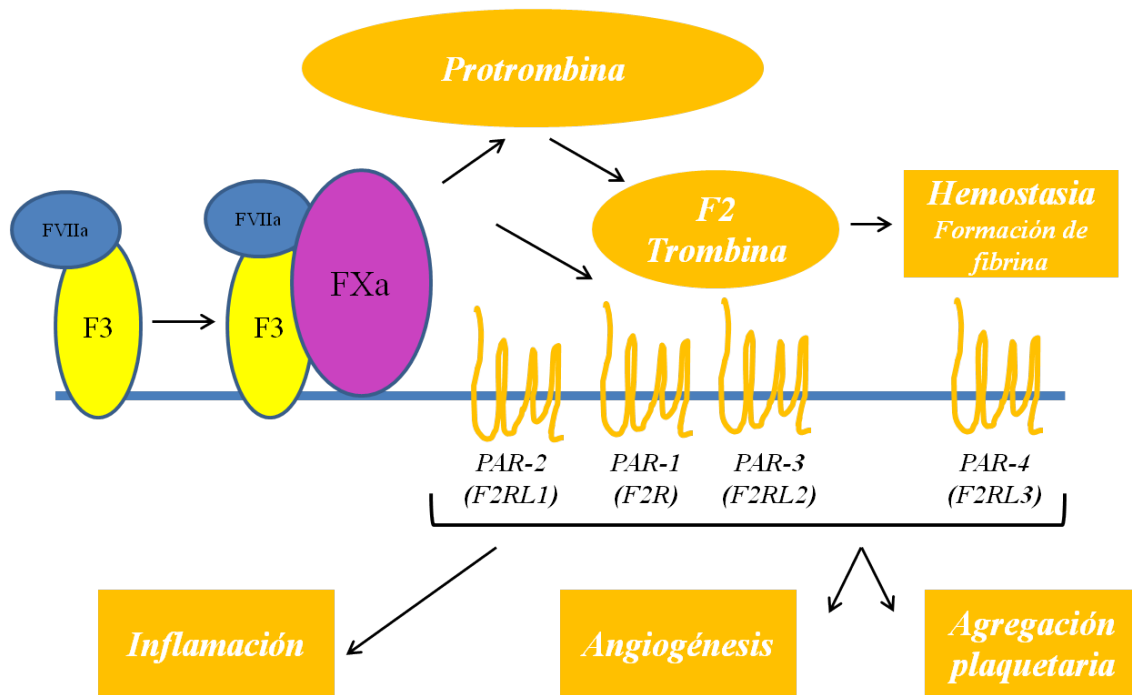 Protrombina
FVIIa
F3
FVIIa
F3
FXa
F2
Trombina
Hemostasia
Formación de
fibrina
PAR-2
(F2RL1)
PAR-1
(F2R)
PAR-3
(F2RL2)
PAR-4
(F2RL3)
Inflamación
Angiogénesis
Agregación
plaquetaria